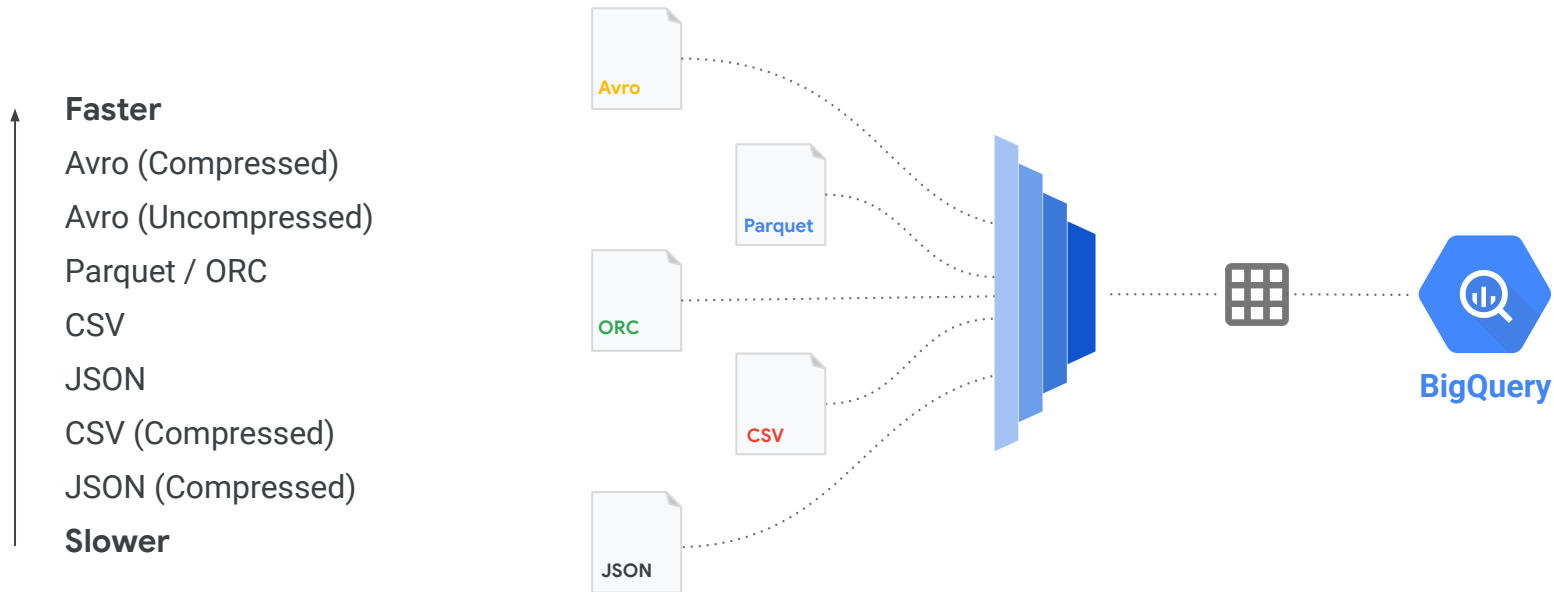 Faster
Avro (Compressed)
Avro (Uncompressed)
Parquet / ORC
CSV
JSON
CSV (Compressed)
JSON (Compressed)
Slower
Avro
Parquet
ORC
CSV
JSON
BigQuery